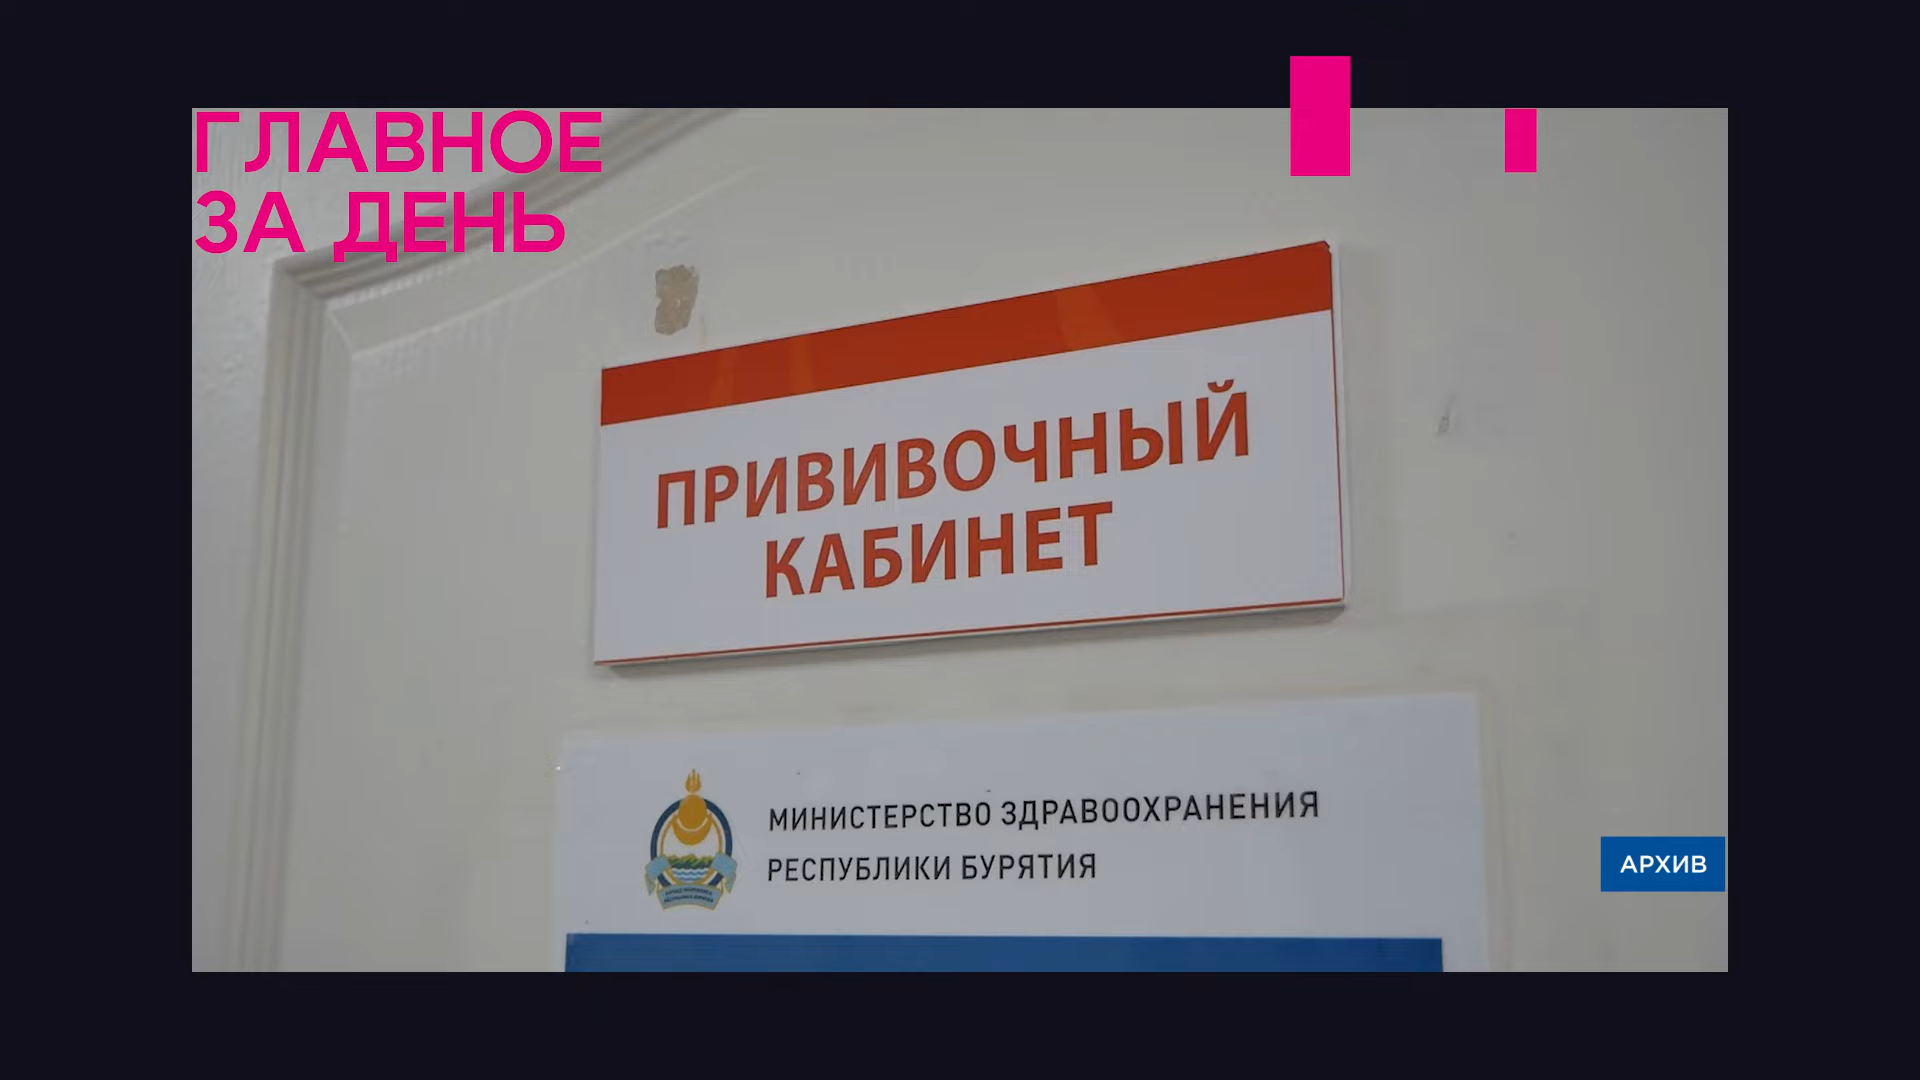 ГЛАВНОЕ
ЗА ДЕНЬ
ПРИВИВОЧНЫЙ
КАБИНЕТ
МИНИСТЕРСТВО ЗДРАВООХРАНЕНИЯ
РЕСПУБЛИКИ БУРЯТИЯ
АРХИВ